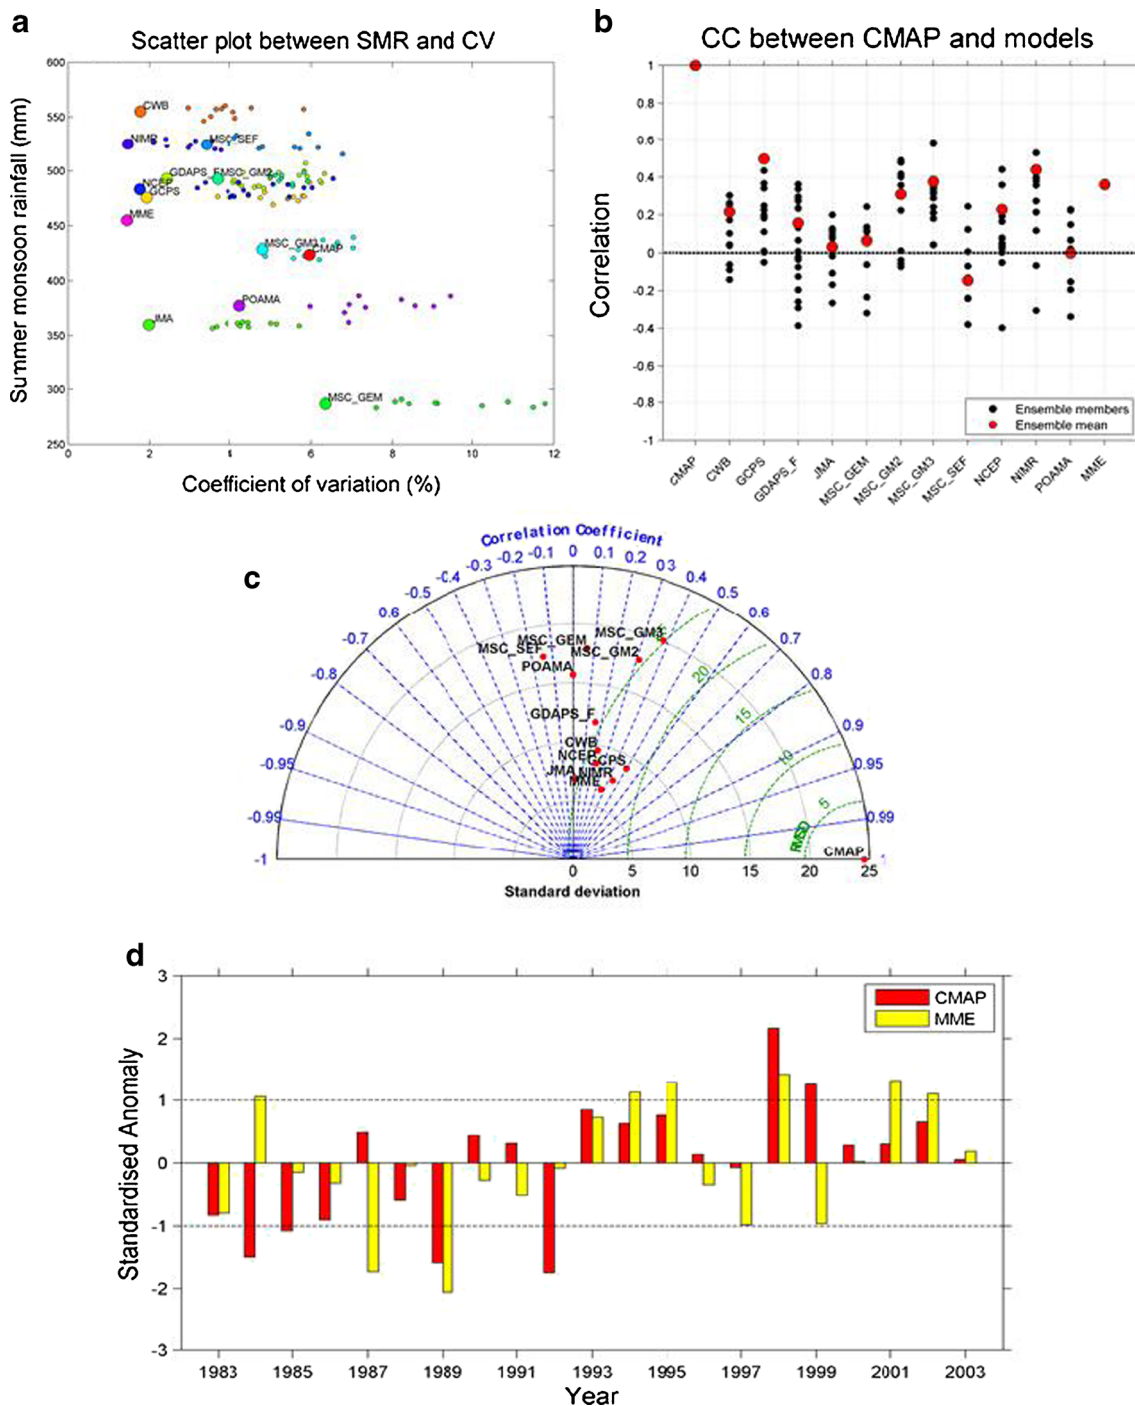 a
Scatter plot between SMR and CV
600
550
500
450
400
350
300
250
Summer monsoon rainfall (mm)
CWB
NIMR
MSC_SEF
GDAPS_F
MSC_GM2
NCEP
GCPS
MME
MSC_GM3
CMAP
POAMA
JMA
MSC_GEM
0 2 4 6 8 10 12
Coefficient of variation (%)
b
CC between CMAP and models
1
0.8
0.6
0.4
0.2
0
-0.2
-0.4
-0.6
-0.8
-1
Correlation
Ensemble members
Ensemble mean
CMAP CWB GCPS GDAPS_F JMA MSC_GEM MSC_GM2 MSC_GM3 MSC_SEF NCEP NIMR POAMA MME
c
Correlation Coefficient
-1 -0.99 -0.95 -0.9 -0.8 -0.7 0.6 -0.5 -0.4 -0.3 -0.2 -0.1 0 0.1 0.2 0.3 0.4 0.5 0.6 0.7 0.8 0.9 0.95 0.99 1
MSC_GM3
MSC_GEM
MSC_SEF
MSC_GM2
POAMA
GDAPS_F
CWB
NCEP
GCPS
JMA
NIMR
MME
CMAP
20
15
10
5
RMSD
0 5 10 15 20 25
Standard deviation
d
3
2
1
0
-1
-2
-3
Standardised Anomaly
CMAP
MME
1983 1985 1987 1989 1991 1993 1995 1997 1999 2001 2003
Year